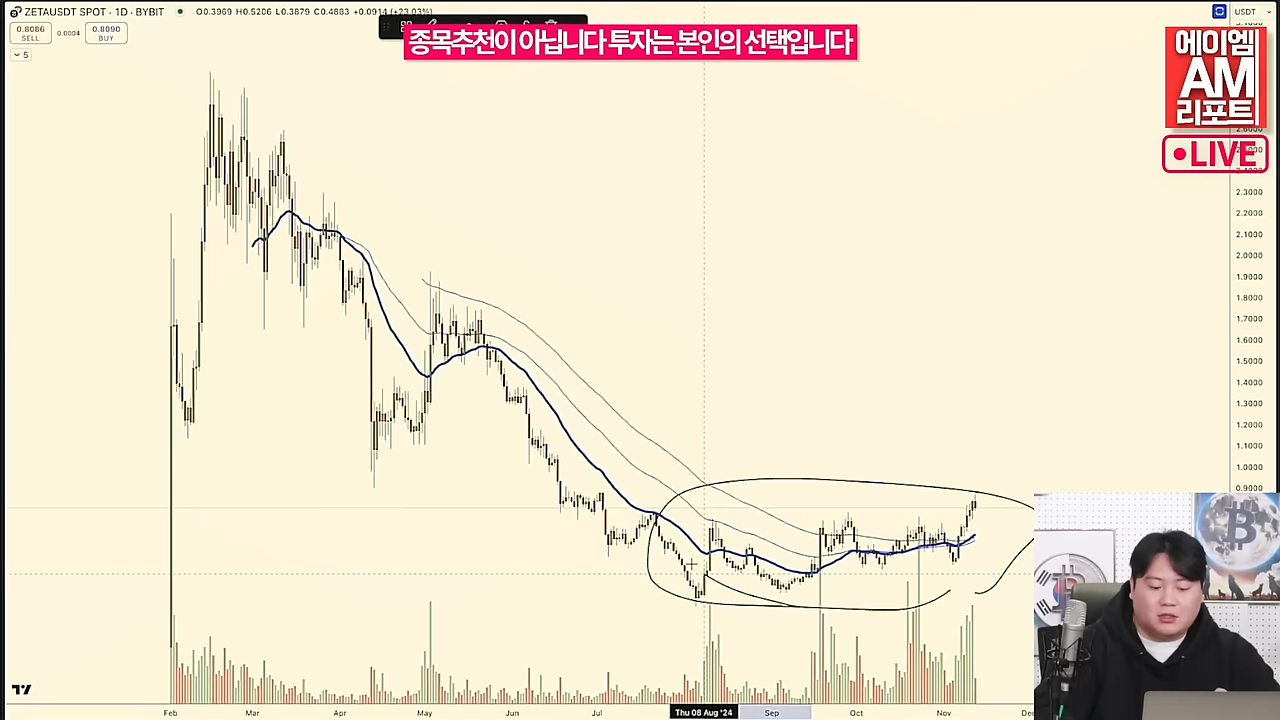 ZETAUSDT SPOT · 1D · BYBIT
O0.3969 H0.5206 L0.3879 C0.4883 +0.0914 (+23.03%)
USDT
0.8086
SELL
0.0004
0.8090
BUY
5
종목추천이 아닙니다 투자는 본인의 선택입니다
에이엠
AM
리포트
LIVE
2.3000
2.2000
2.1000
2.0000
1.9000
1.8000
1.7000
1.6000
1.5000
1.4000
1.3000
1.2000
1.1000
1.0000
0.9000
Feb
Mar
Apr
May
Jun
Jul
Thu 08 Aug '24
Sep
Oct
Nov